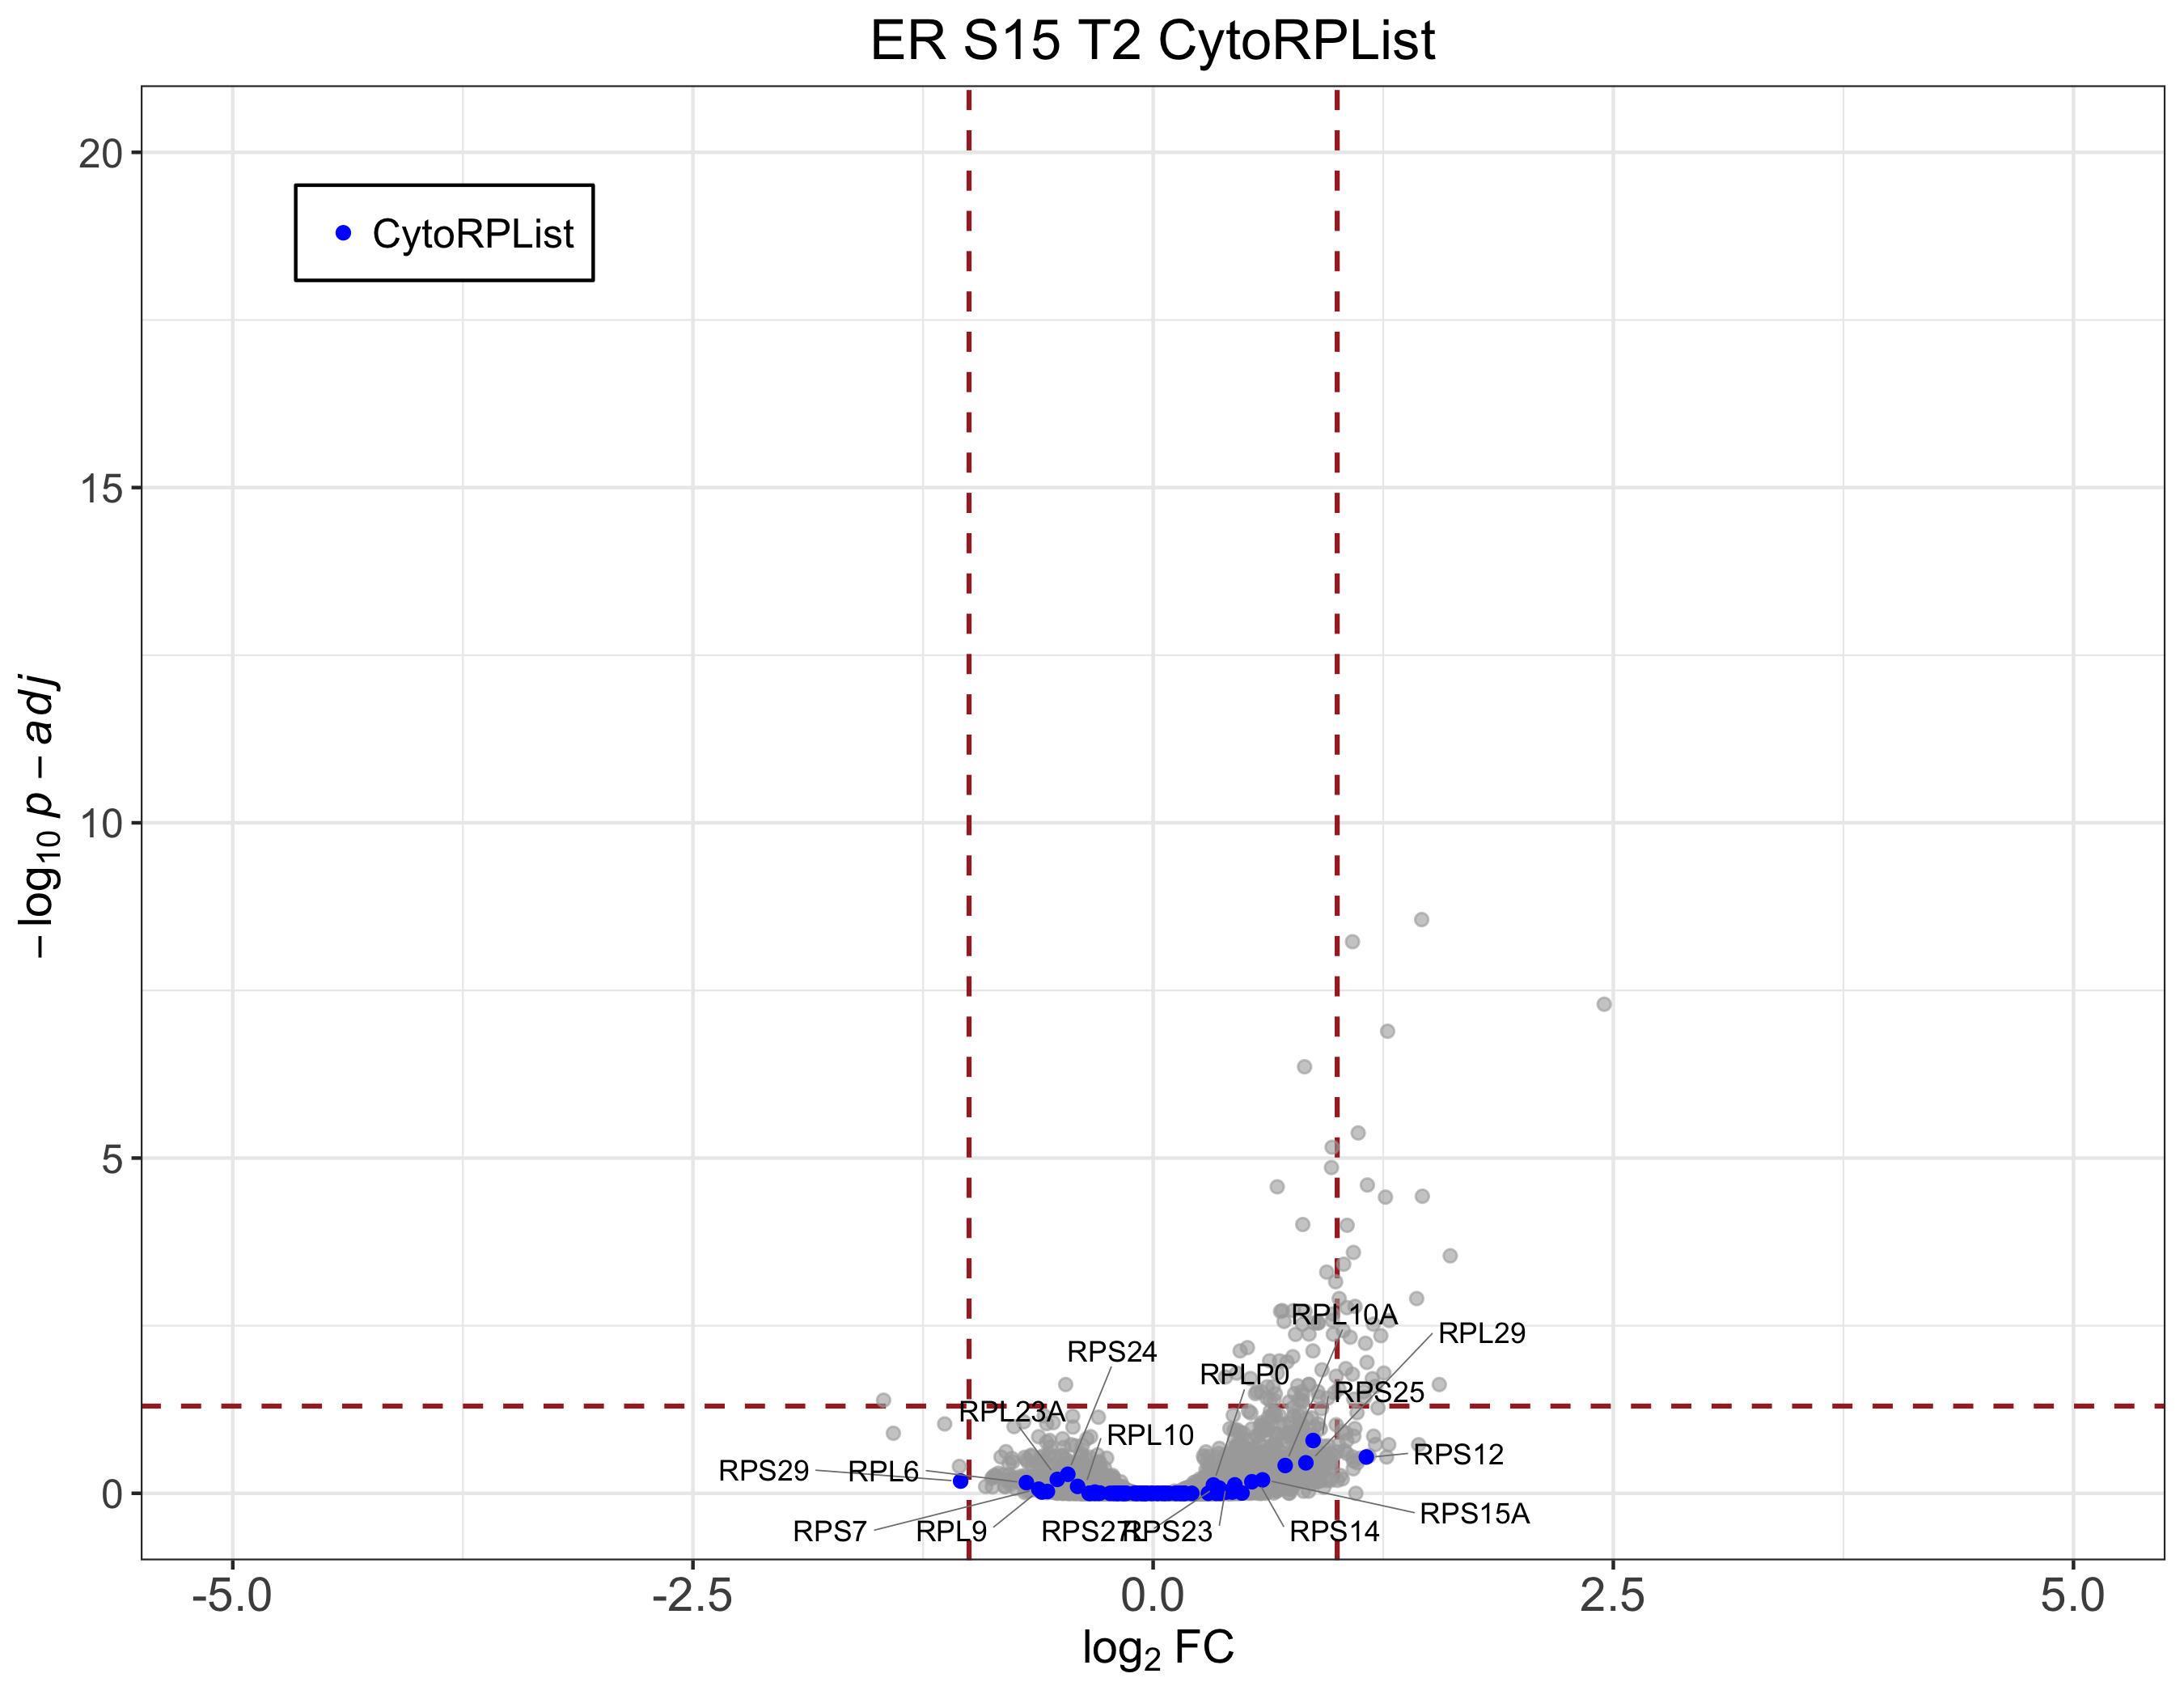 ER S15 T2 CytoRPList
20
CytoRPList
15
−log10 p − adj
10
5
RPL10A
RPL29
RPS24
RPLP0
RPS25
RPL23A
RPL10
RPS12
RPS29
RPL6
0
RPS15A
RPS7
RPL9
RPS27L
RPS23
RPS14
-5.0
-2.5
0.0
2.5
5.0
log2 FC